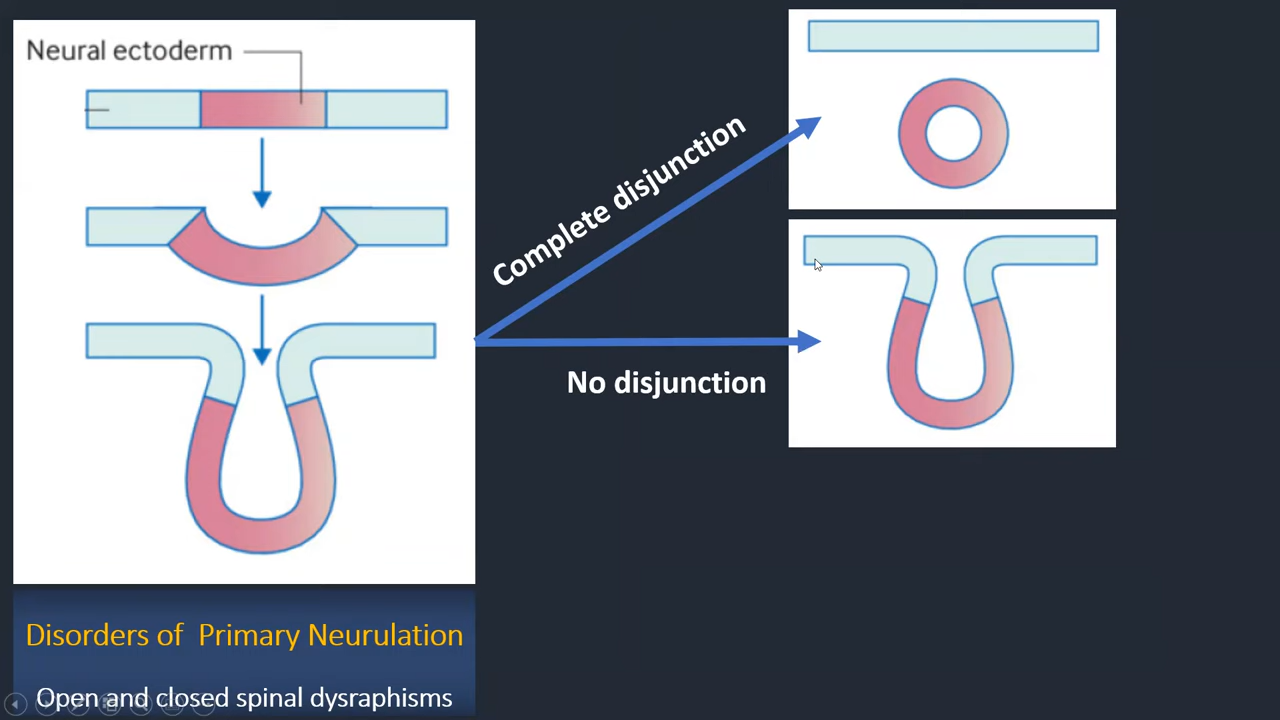 Neural ectoderm
Complete disjunction
No disjunction
Disorders of Primary Neurulation
Open and closed spinal dysraphisms